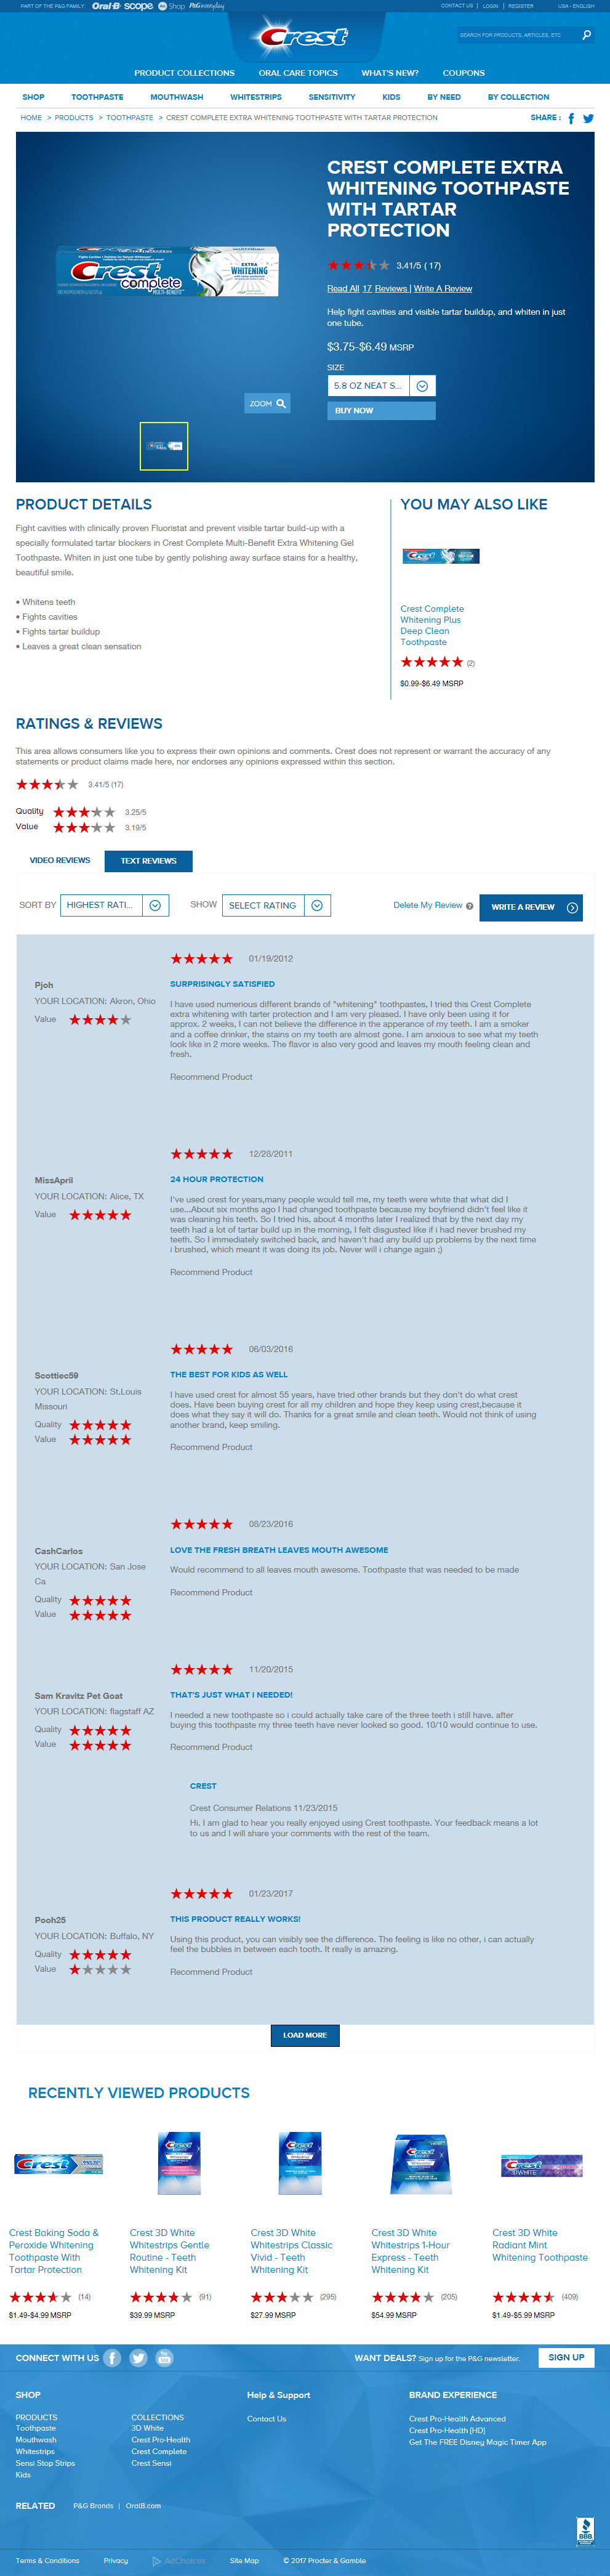 PART OF THE P&G FAMILY: Oral-B scope Shop P&G everyday CONTACT US | LOGIN | REGISTER USA - ENGLISH
Crest
SEARCH FOR PRODUCTS, ARTICLES, ETC
PRODUCT COLLECTIONS ORAL CARE TOPICS WHAT'S NEW? COUPONS
SHOP TOOTHPASTE MOUTHWASH WHITESTRIPS SENSITIVITY KIDS BY NEED BY COLLECTION
HOME > PRODUCTS > TOOTHPASTE > CREST COMPLETE EXTRA WHITENING TOOTHPASTE WITH TARTAR PROTECTION SHARE :
CREST COMPLETE EXTRA
WHITENING TOOTHPASTE
WITH TARTAR
PROTECTION
Crest complete MULTI-BENEFIT EXTRA WHITENING
3.41/5 ( 17)
Read All 17 Reviews | Write A Review
Help fight cavities and visible tartar buildup, and whiten in just
one tube.
$3.75-$6.49 MSRP
SIZE
5.8 OZ NEAT S...
BUY NOW
ZOOM
PRODUCT DETAILS
Fight cavities with clinically proven Fluoristat and prevent visible tartar build-up with a
specially formulated tartar blockers in Crest Complete Multi-Benefit Extra Whitening Gel
Toothpaste. Whiten in just one tube by gently polishing away surface stains for a healthy,
beautiful smile.
• Whitens teeth
• Fights cavities
• Fights tartar buildup
• Leaves a great clean sensation
YOU MAY ALSO LIKE
Crest Complete
Whitening Plus
Deep Clean
Toothpaste
(2)
$0.99-$6.49 MSRP
RATINGS & REVIEWS
This area allows consumers like you to express their own opinions and comments. Crest does not represent or warrant the accuracy of any
statements or product claims made here, nor endorses any opinions expressed within this section.
3.41/5 (17)
Quality 3.25/5
Value 3.19/5
VIDEO REVIEWS TEXT REVIEWS
SORT BY HIGHEST RATI... SHOW SELECT RATING Delete My Review ? WRITE A REVIEW
01/19/2012
Pjoh
YOUR LOCATION: Akron, Ohio
Value
SURPRISINGLY SATISFIED
I have used numerious different brands of "whitening" toothpastes, I tried this Crest Complete
extra whitening with tarter protection and I am very pleased. I have only been using it for
approx. 2 weeks, I can not believe the difference in the apperance of my teeth. I am a smoker
and a coffee drinker, the stains on my teeth are almost gone. I am anxious to see what my teeth
look like in 2 more weeks. The flavor is also very good and leaves my mouth feeling clean and
fresh.
Recommend Product
12/28/2011
MissApril
YOUR LOCATION: Alice, TX
Value
24 HOUR PROTECTION
I've used crest for years,many people would tell me, my teeth were white that what did I
use...About six months ago I had changed toothpaste because my boyfriend didn't feel like it
was cleaning his teeth. So I tried his, about 4 months later I realized that by the next day my
teeth had a lot of tartar build up in the morning, I felt disgusted like if i had never brushed my
teeth. So I immediately switched back, and haven't had any build up problems by the next time
i brushed, which meant it was doing its job. Never will i change again ;)
Recommend Product
06/03/2016
Scottiec59
YOUR LOCATION: St.Louis
Missouri
Quality
Value
THE BEST FOR KIDS AS WELL
I have used crest for almost 55 years, have tried other brands but they don't do what crest
does. Have been buying crest for all my children and hope they keep using crest,because it
does what they say it will do. Thanks for a great smile and clean teeth. Would not think of using
another brand, keep smiling.
Recommend Product
08/23/2016
CashCarlos
YOUR LOCATION: San Jose
Ca
Quality
Value
LOVE THE FRESH BREATH LEAVES MOUTH AWESOME
Would recommend to all leaves mouth awesome. Toothpaste that was needed to be made
Recommend Product
11/20/2015
Sam Kravitz Pet Goat
YOUR LOCATION: flagstaff AZ
Quality
Value
THAT'S JUST WHAT I NEEDED!
I needed a new toothpaste so i could actually take care of the three teeth i still have. after
buying this toothpaste my three teeth have never looked so good. 10/10 would continue to use.
Recommend Product
CREST
Crest Consumer Relations 11/23/2015
Hi. I am glad to hear you really enjoyed using Crest toothpaste. Your feedback means a lot
to us and I will share your comments with the rest of the team.
01/23/2017
Pooh25
YOUR LOCATION: Buffalo, NY
Quality
Value
THIS PRODUCT REALLY WORKS!
Using this product, you can visibly see the difference. The feeling is like no other, i can actually
feel the bubbles in between each tooth. It really is amazing.
Recommend Product
LOAD MORE
RECENTLY VIEWED PRODUCTS
Crest Baking Soda &
Peroxide Whitening
Toothpaste With
Tartar Protection
(14)
$1.49-$4.99 MSRP
Crest 3D White
Whitestrips Gentle
Routine - Teeth
Whitening Kit
(91)
$39.99 MSRP
Crest 3D White
Whitestrips Classic
Vivid - Teeth
Whitening Kit
(295)
$27.99 MSRP
Crest 3D White
Whitestrips 1-Hour
Express - Teeth
Whitening Kit
(205)
$54.99 MSRP
Crest 3D White
Radiant Mint
Whitening Toothpaste
(409)
$1.49-$5.99 MSRP
CONNECT WITH US WANT DEALS? Sign up for the P&G newsletter. SIGN UP
SHOP
PRODUCTS
Toothpaste
Mouthwash
Whitestrips
Sensi Stop Strips
Kids
COLLECTIONS
3D White
Crest Pro-Health
Crest Complete
Crest Sensi
Help & Support
Contact Us
BRAND EXPERIENCE
Crest Pro-Health Advanced
Crest Pro-Health [HD]
Get The FREE Disney Magic Timer App
RELATED P&G Brands | OralB.com
BBB
Terms & Conditions Privacy AdChoices Site Map © 2017 Procter & Gamble